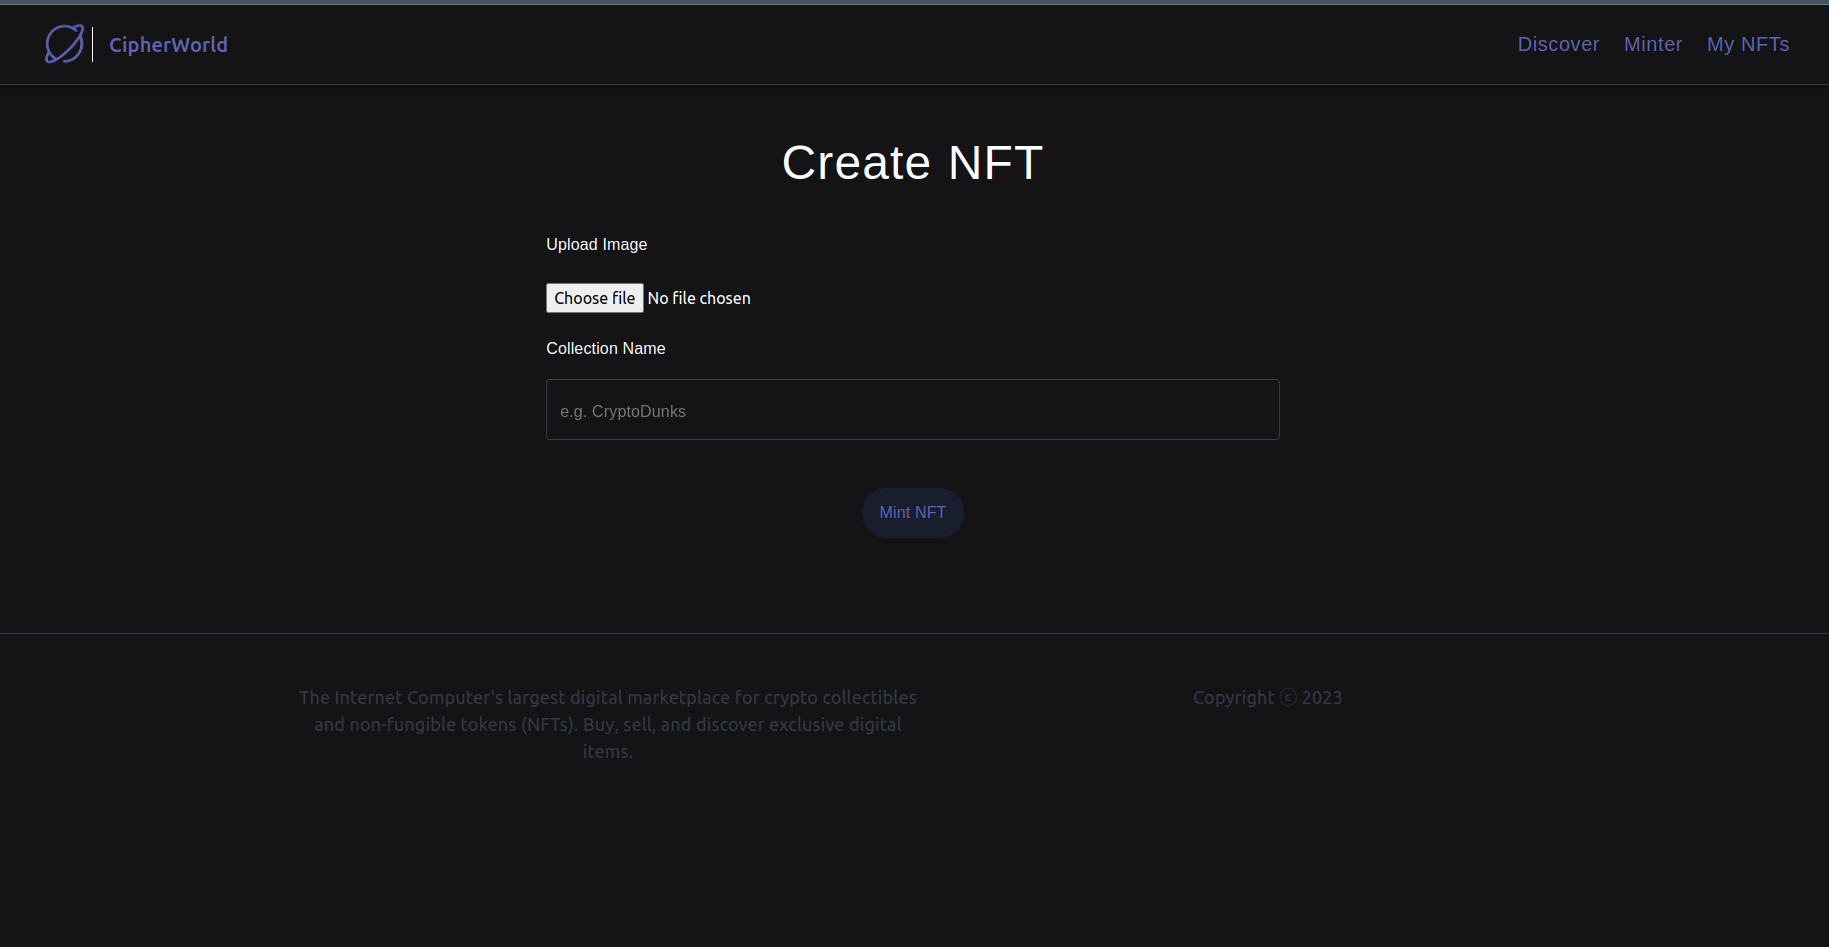 CipherWorld
Discover Minter My NFTs
Create NFT
Upload Image
Choose file No file chosen
Collection Name
e.g. CryptoDunks
Mint NFT
The Internet Computer's largest digital marketplace for crypto collectibles
and non-fungible tokens (NFTs). Buy, sell, and discover exclusive digital
items.
Copyright ⓒ 2023